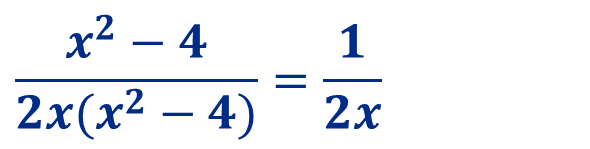 x² − 4 / 2x(x² − 4) = 1 / 2x